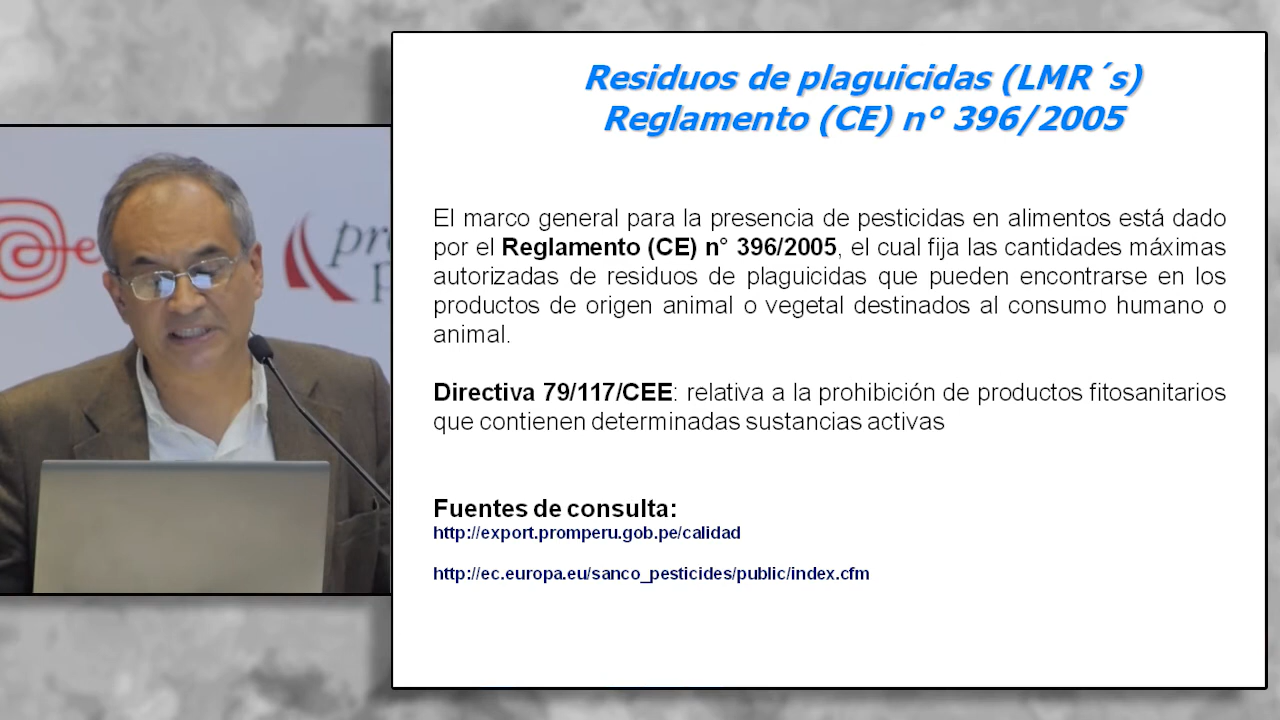 Residuos de plaguicidas (LMR´s)
Reglamento (CE) n° 396/2005
El marco general para la presencia de pesticidas en alimentos está dado
por el Reglamento (CE) n° 396/2005, el cual fija las cantidades máximas
autorizadas de residuos de plaguicidas que pueden encontrarse en los
productos de origen animal o vegetal destinados al consumo humano o
animal.
Directiva 79/117/CEE: relativa a la prohibición de productos fitosanitarios
que contienen determinadas sustancias activas
Fuentes de consulta:
http://export.promperu.gob.pe/calidad
http://ec.europa.eu/sanco_pesticides/public/index.cfm